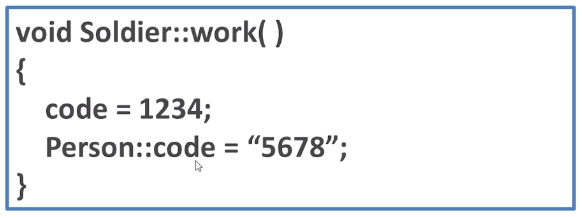 void Soldier::work( )
{
code = 1234;
Person::code = “5678”;
}